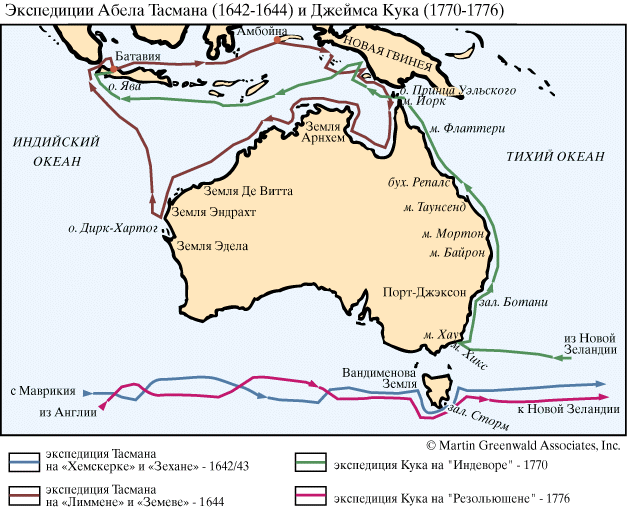 Экспедиции Абела Тасмана (1642-1644) и Джеймса Кука (1770-1776)
Амбойна
Батавия
НОВАЯ ГВИНЕЯ
о. Ява
о. Принца Уэльского
м. Йорк
ИНДИЙСКИЙ
ОКЕАН
Земля
Арнхем
м. Флаттери
ТИХИЙ ОКЕАН
бух. Репалс
Земля Де Витта
м. Таунсенд
Земля Эндрахт
о. Дирк-Хартог
м. Мортон
Земля Эдела
м. Байрон
Порт-Джэксон
зал. Ботани
м. Хау
м. Хикс
из Новой
Зеландии
Вандименова
Земля
с Маврикия
из Англии
зал. Сторм
к Новой Зеландии
© Martin Greenwald Associates, Inc.
экспедиция Тасмана
на «Хемскерке» и «Зехане» - 1642/43
экспедиция Кука на "Индеворе" - 1770
экспедиция Тасмана
на «Лиммене» и «Земеве» - 1644
экспедиция Кука на "Резольюшене" - 1776